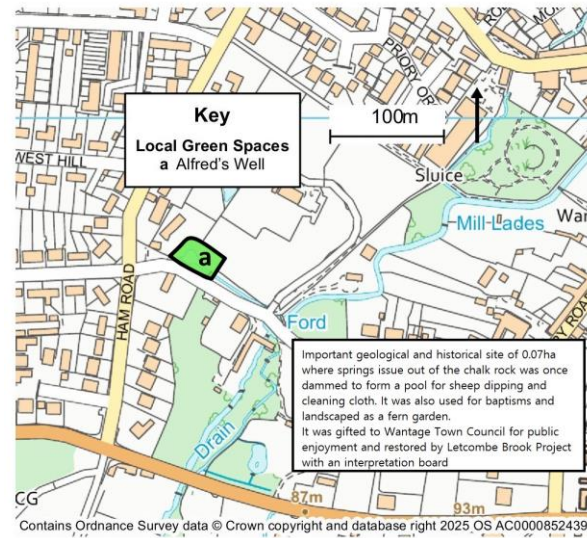 PRIORY OR
Key
Local Green Spaces
a Alfred's Well
100m
WEST HILL
Sluice
Mill-Lades
War
a
HAM ROAD
Ford
Drain
Important geological and historical site of 0.07ha
where springs issue out of the chalk rock was once
dammed to form a pool for sheep dipping and
cleaning cloth. It was also used for baptisms and
landscaped as a fern garden.
It was gifted to Wantage Town Council for public
enjoyment and restored by Letcombe Brook Project
with an interpretation board
CG
87m
93m
Contains Ordnance Survey data © Crown copyright and database right 2025 OS AC0000852439